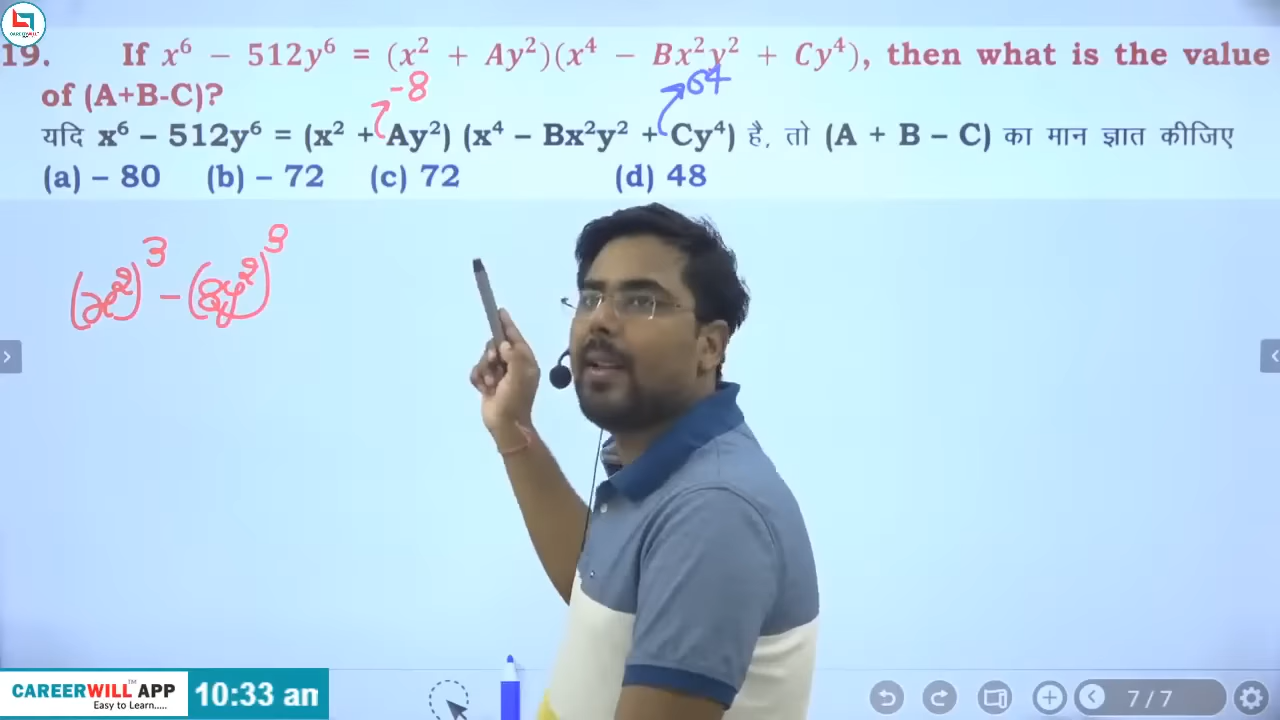 CAREERWILL
19. If x⁶ − 512y⁶ = (x² + Ay²)(x⁴ − Bx²y² + Cy⁴), then what is the value
of (A+B-C)?
-8
64
यदि x⁶ – 512y⁶ = (x² + Ay²) (x⁴ – Bx²y² + Cy⁴) है, तो (A + B – C) का मान ज्ञात कीजिए
(a) – 80 (b) – 72 (c) 72 (d) 48
(x²)³ - (8y²)³
CAREERWILL™ APP
Easy to Learn.....
10:33 am
7 / 7